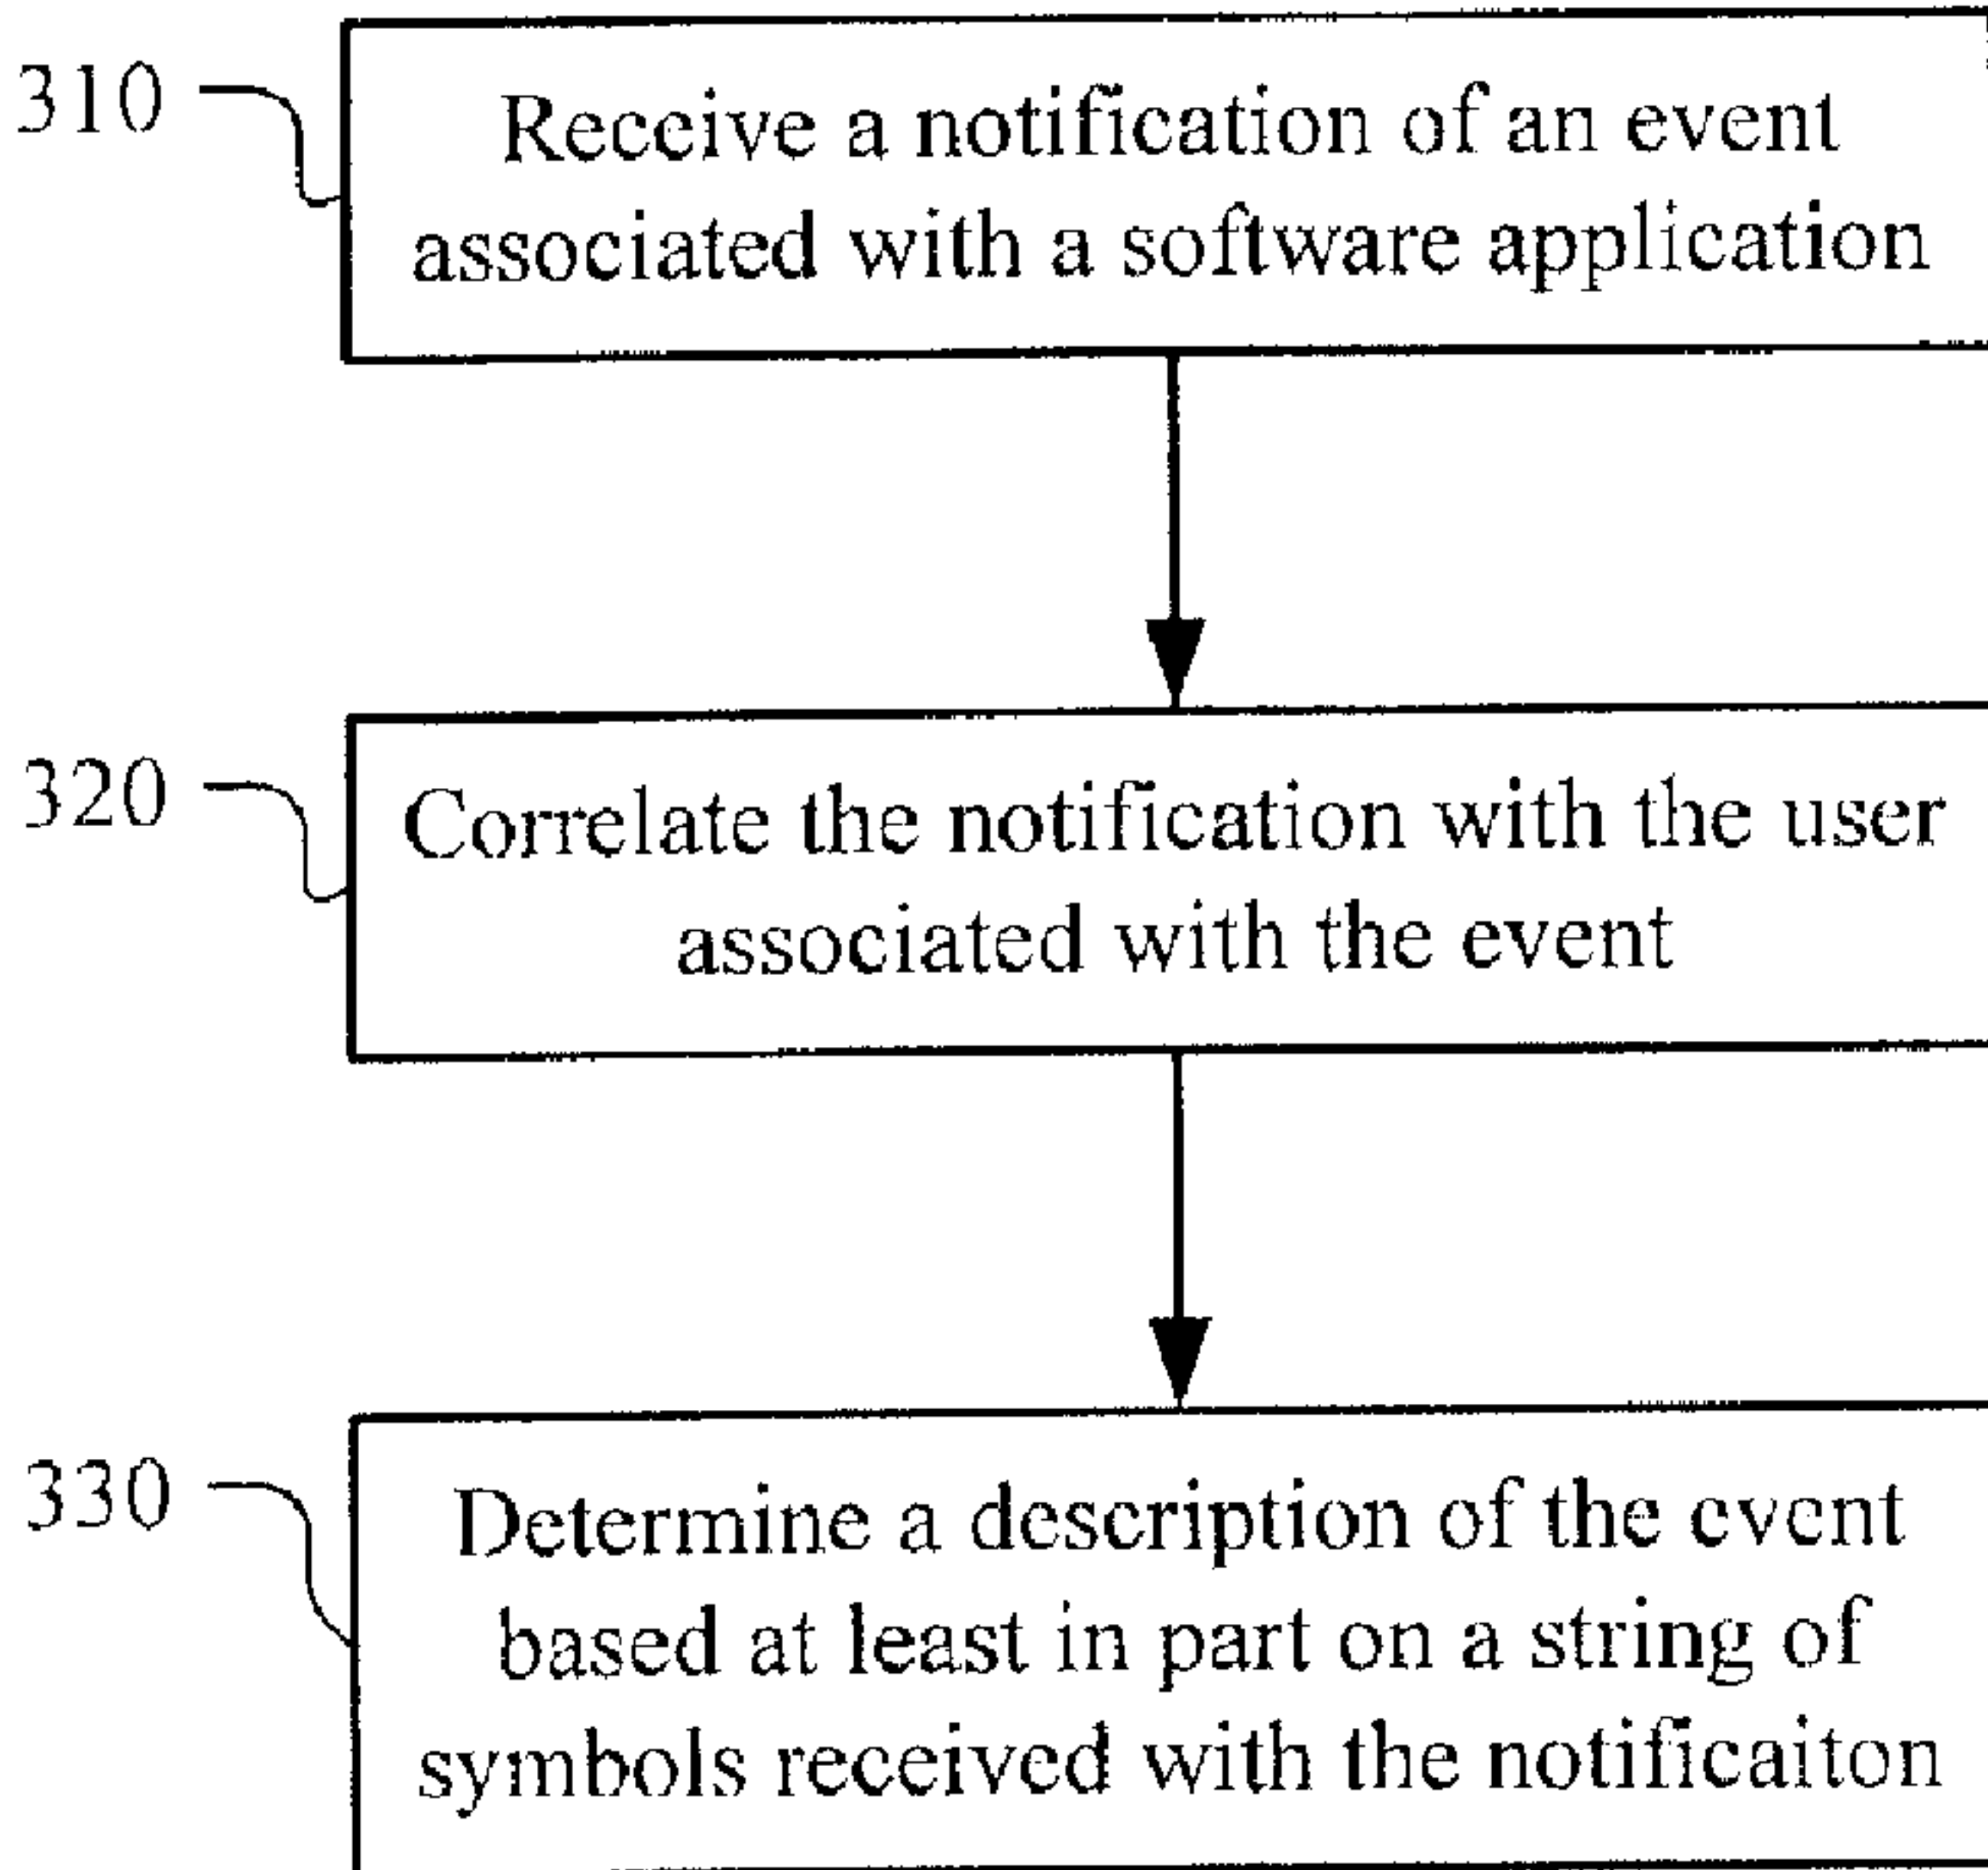 310
Receive a notification of an event
associated with a software application
320
Correlate the notification with the user
associated with the event
330
Determine a description of the event
based at least in part on a string of
symbols received with the notificaiton